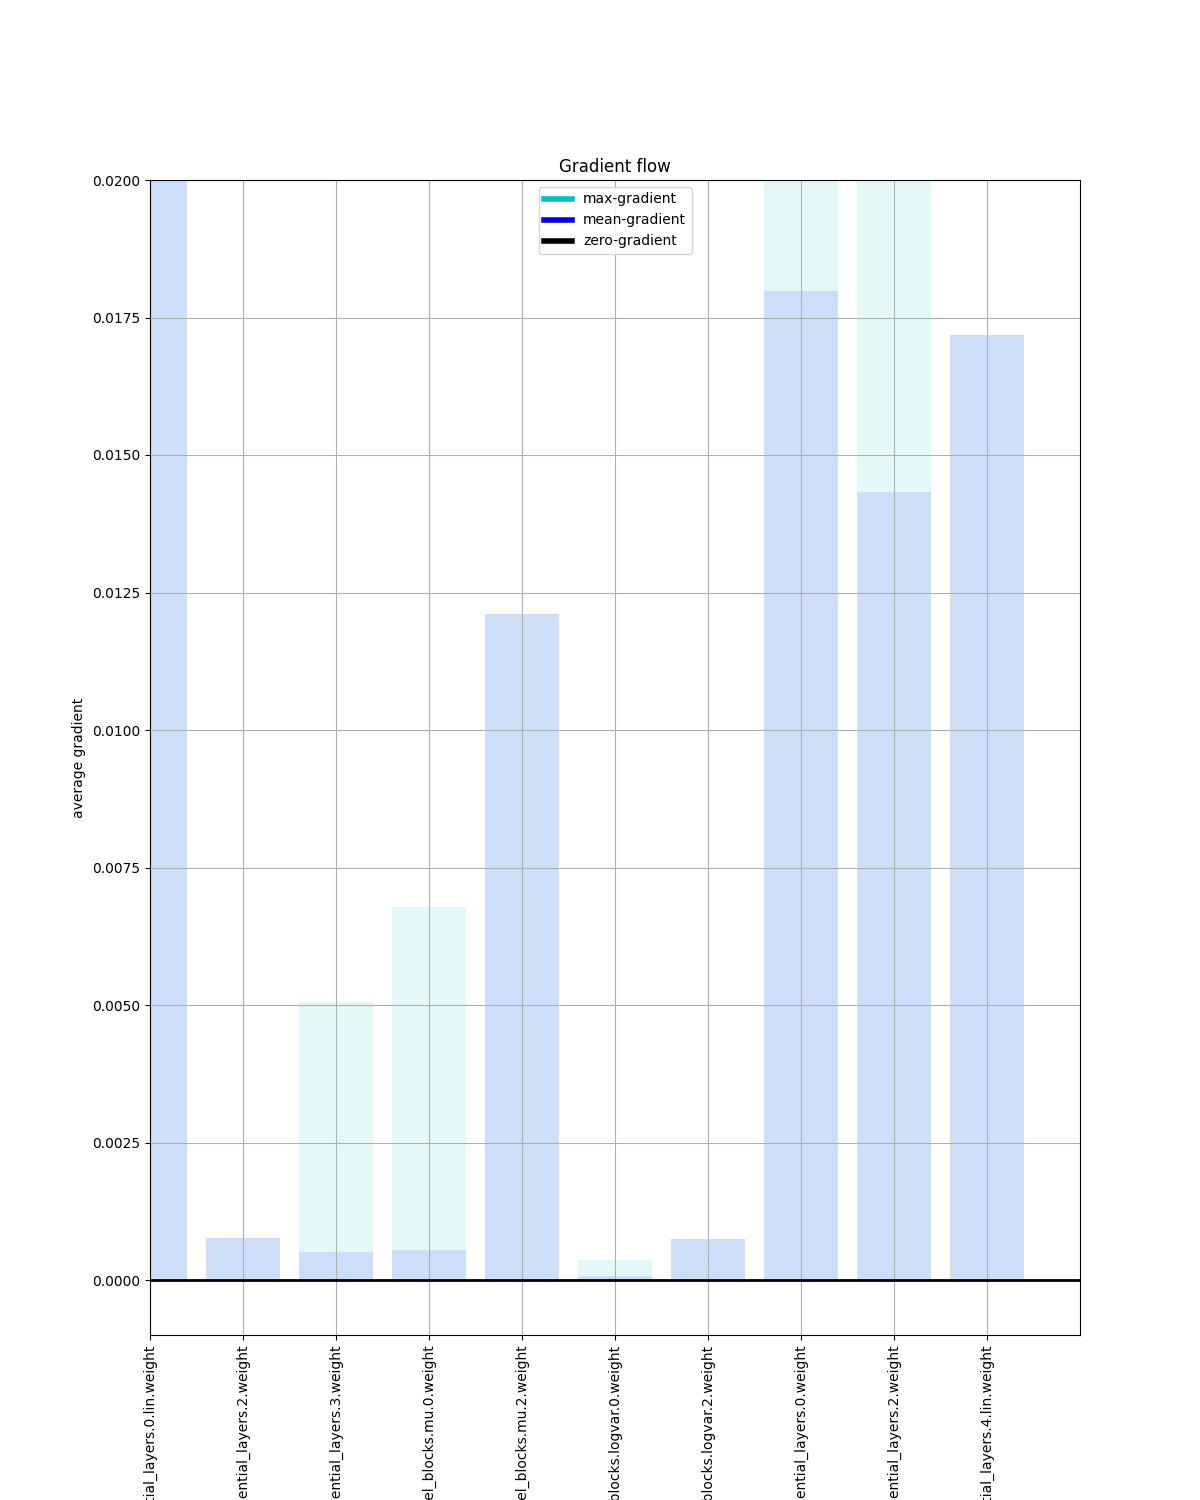 Gradient flow
max-gradient
mean-gradient
zero-gradient
0.0200
0.0175
0.0150
0.0125
0.0100
0.0075
0.0050
0.0025
0.0000
average gradient
tial_layers.0.lin.weight
ential_layers.2.weight
ential_layers.3.weight
el_blocks.mu.0.weight
el_blocks.mu.2.weight
blocks.logvar.0.weight
blocks.logvar.2.weight
ential_layers.0.weight
ential_layers.2.weight
tial_layers.4.lin.weight